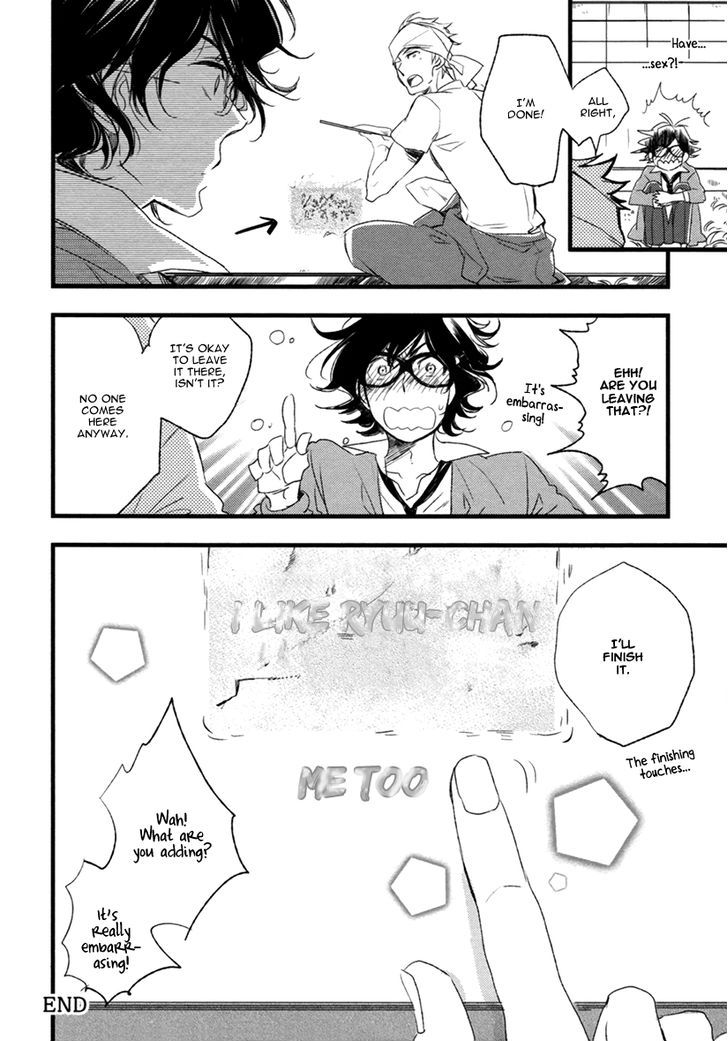 Have...
...sex?!
ALL
RIGHT,
I'M
DONE!
EHH!
ARE YOU
LEAVING
THAT?!
It's
embarras-
sing!
IT'S OKAY
TO LEAVE
IT THERE,
ISN'T IT?
NO ONE
COMES
HERE
ANYWAY.
I LIKE RYUU-CHAN
I'LL
FINISH
IT.
The finishing
touches...
ME TOO
Wah!
What are
you adding?
It's
really
embarr-
asing!
END